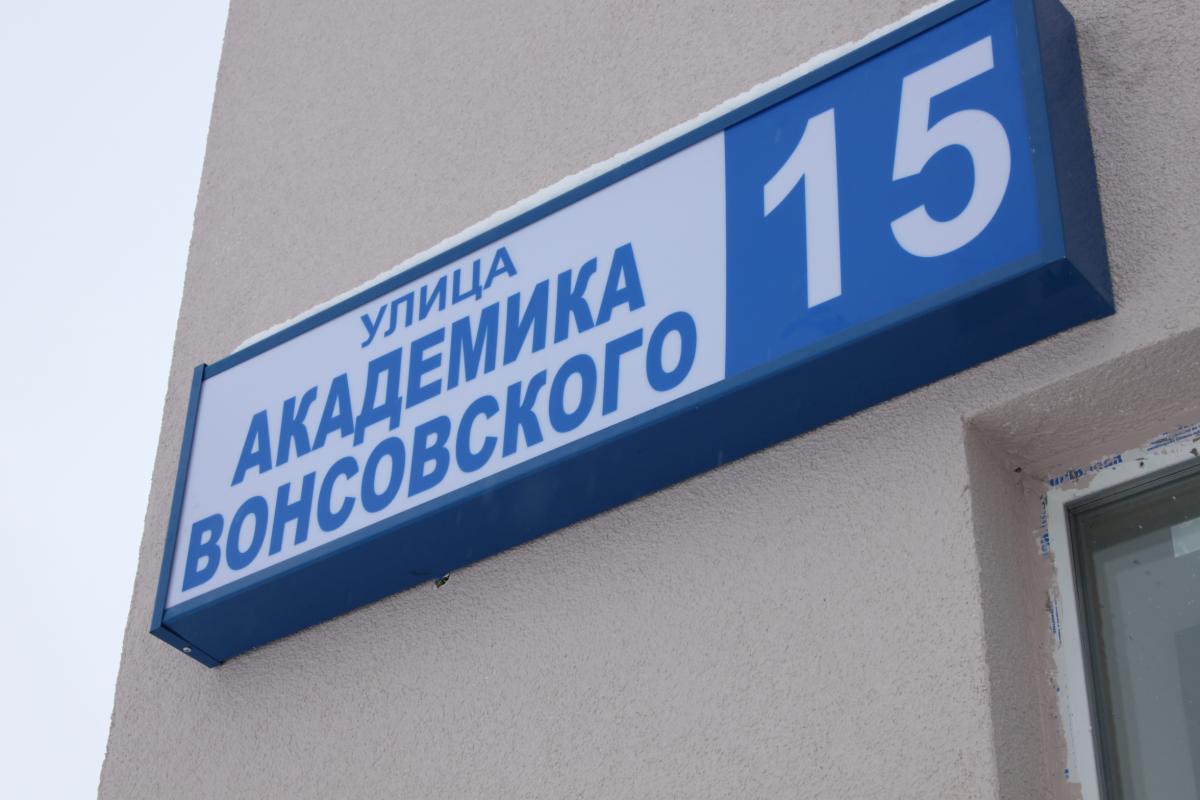 УЛИЦА
АКАДЕМИКА
ВОНСОВСКОГО
15